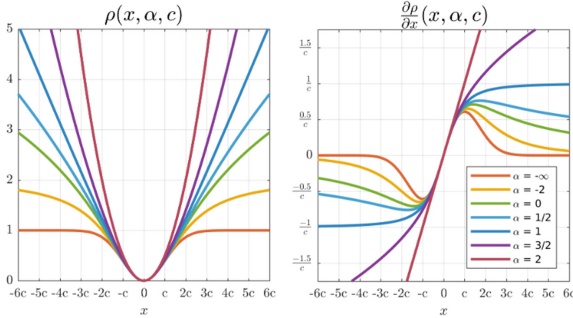 ρ(x, α, c)
5
4
3
2
1
0
-6c -5c -4c -3c -2c -c 0 c 2c 3c 4c 5c 6c
x
∂ρ/∂x (x, α, c)
1.5/c
1/c
0.5/c
0
-0.5/c
-1/c
-1.5/c
-6c -5c -4c -3c -2c -c 0 c 2c 3c 4c 5c 6c
x
α = -∞
α = -2
α = 0
α = 1/2
α = 1
α = 3/2
α = 2